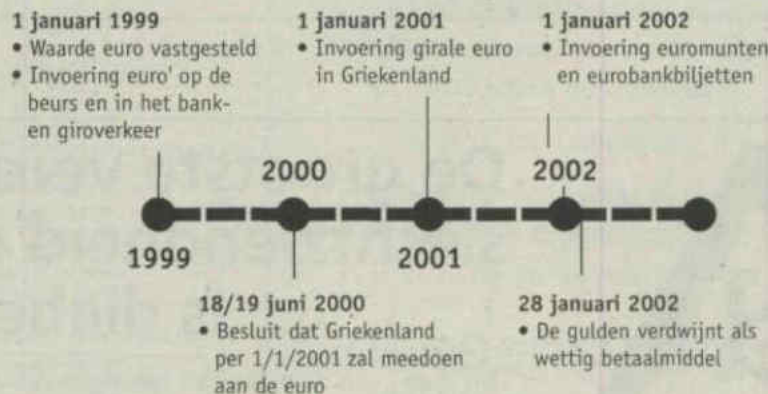 1 januari 1999
• Waarde euro vastgesteld
• Invoering euro' op de
beurs en in het bank-
en giroverkeer
1 januari 2001
• Invoering girale euro
in Griekenland
1 januari 2002
• Invoering euromunten
en eurobankbiljetten
2000
2002
1999
2001
18/19 juni 2000
• Besluit dat Griekenland
per 1/1/2001 zal meedoen
aan de euro
28 januari 2002
• De gulden verdwijnt als
wettig betaalmiddel